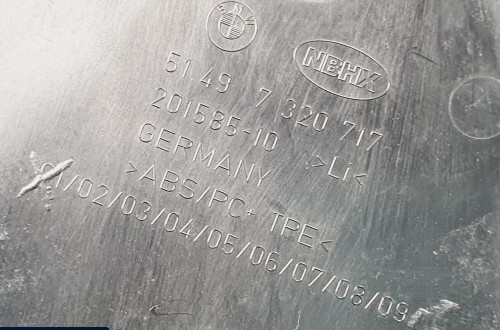 BMW
NBHX
51.49 7 320 717
201585-10 >Li<
GERMANY
>ABS/PC+ TPE<
01/02/03/04/05/06/07/08/09